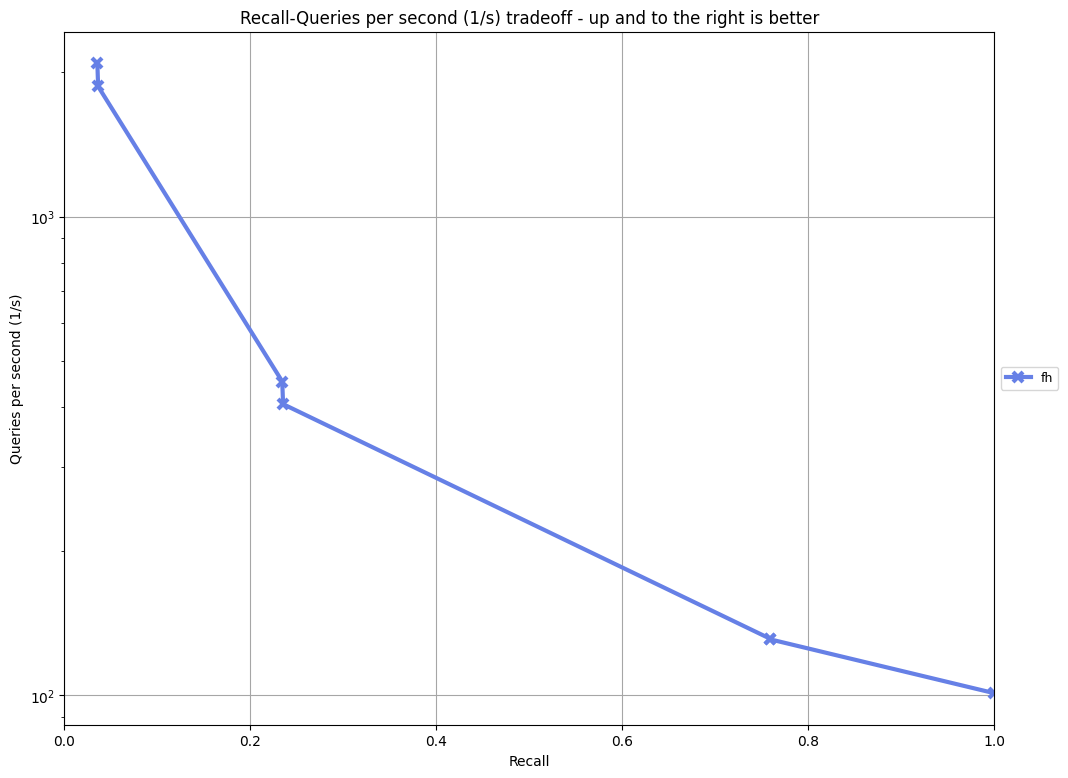 Recall-Queries per second (1/s) tradeoff - up and to the right is better
10³
10²
Queries per second (1/s)
0.0 0.2 0.4 0.6 0.8 1.0
Recall
fh